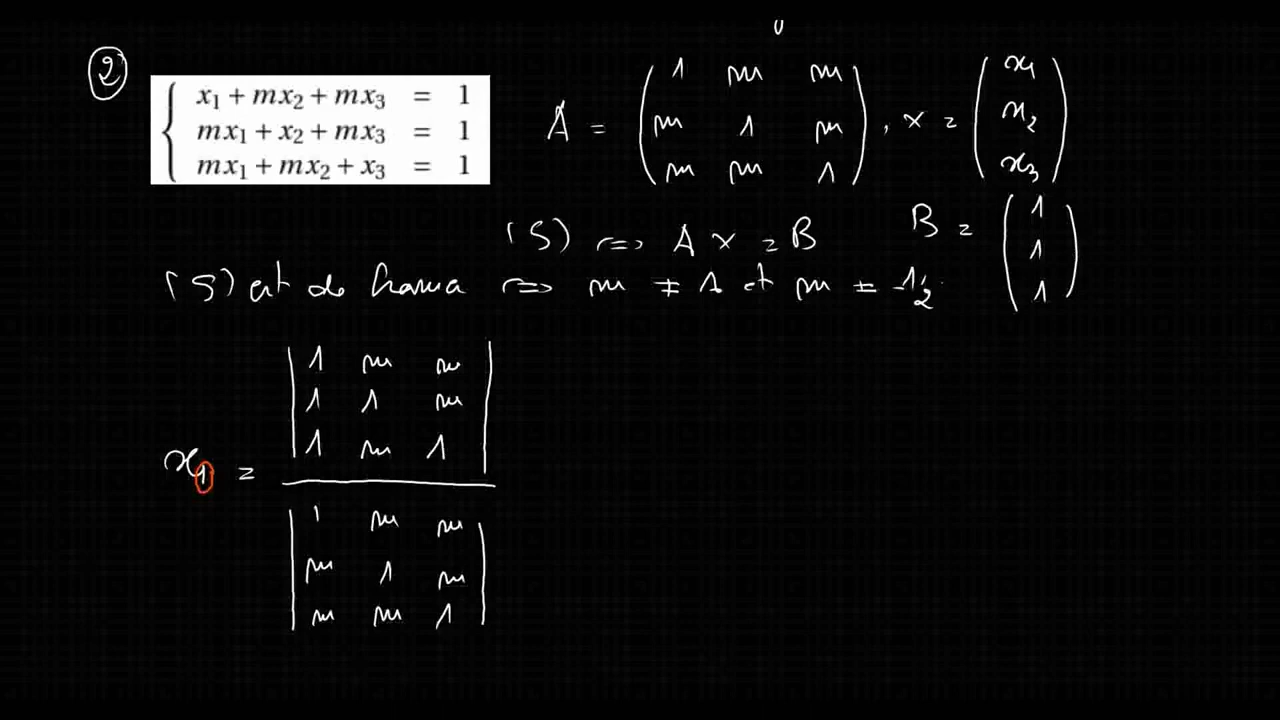 ②
x₁ + mx₂ + mx₃ = 1
mx₁ + x₂ + mx₃ = 1
mx₁ + mx₂ + x₃ = 1
A = ( 1 m m
m 1 m
m m 1 ) , X = ( x₁
x₂
x₃ )
(S) ⟺ A X = B B = ( 1
1
1 )
(S) est de Cramer ⟺ m ≠ 1 et m ≠ -1/2
x₁ =
| 1 m m |
| 1 1 m |
| 1 m 1 |
| 1 m m |
| m 1 m |
| m m 1 |